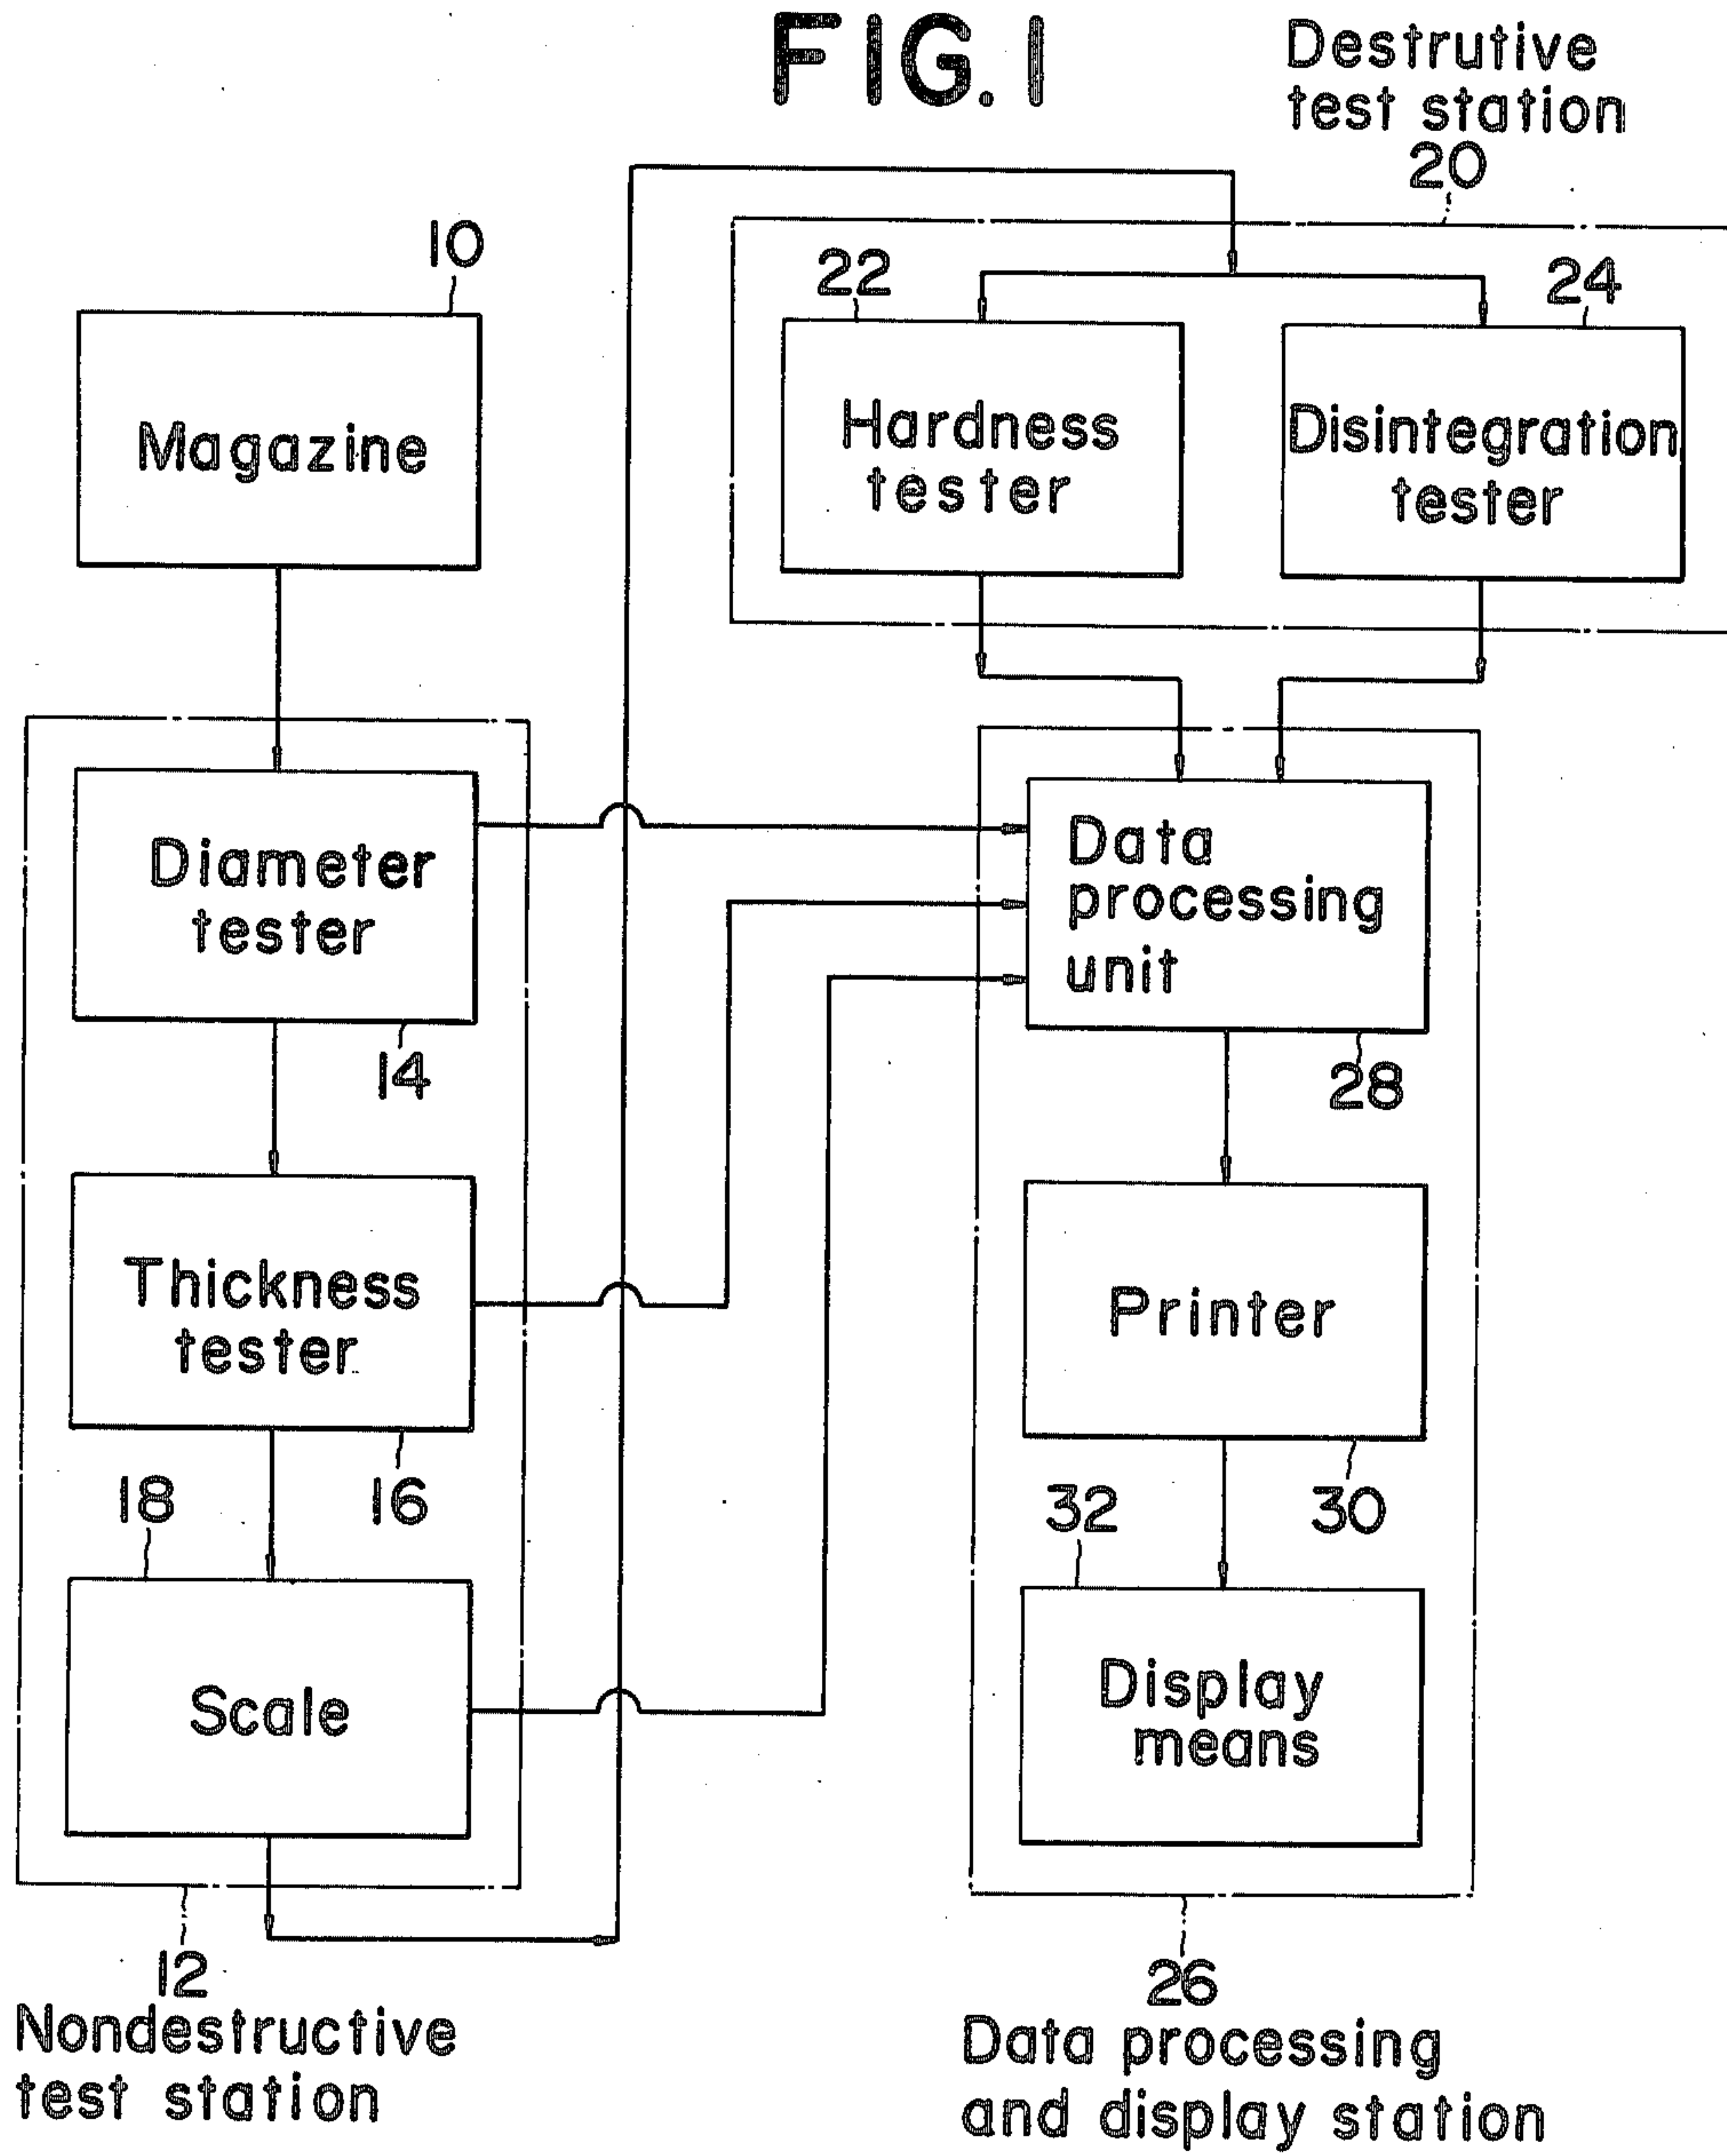 FIG. 1
Destrutive
test station
20
10
22
24
Magazine
Hardness
tester
Disintegration
tester
Diameter
tester
14
Data
processing
unit
28
Thickness
tester
16
Printer
30
18
Scale
32
Display
means
12
Nondestructive
test station
26
Data processing
and display station